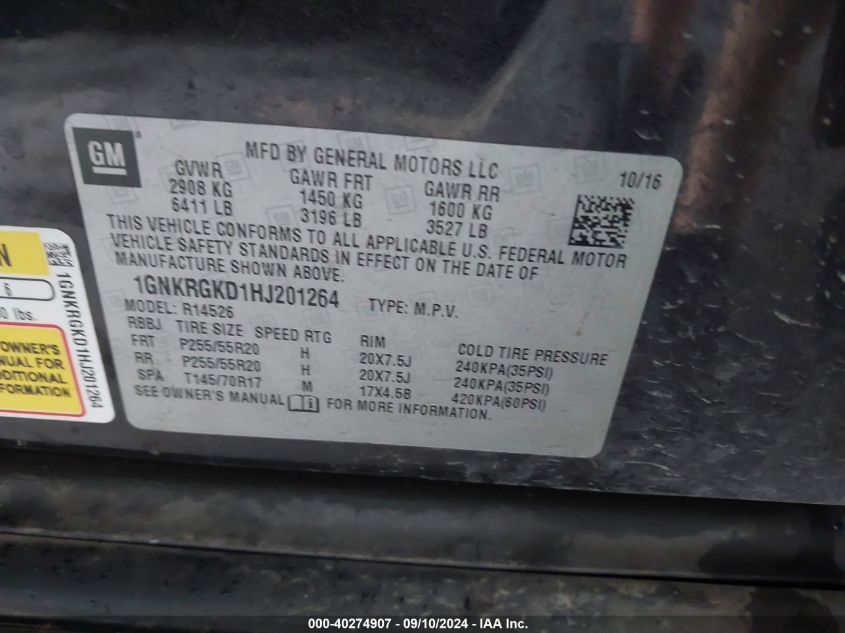 GM
MFD BY GENERAL MOTORS LLC 10/16
GVWR GAWR FRT GAWR RR
2908 KG 1450 KG 1600 KG
6411 LB 3196 LB 3527 LB
THIS VEHICLE CONFORMS TO ALL APPLICABLE U.S. FEDERAL MOTOR
VEHICLE SAFETY STANDARDS IN EFFECT ON THE DATE OF
MANUFACTURE SHOWN ABOVE.
1GNKRGKD1HJ201264 TYPE: M.P.V.
MODEL: R14526
RBBJ TIRE SIZE SPEED RTG RIM COLD TIRE PRESSURE
FRT P255/55R20 H 20X7.5J 240KPA(35PSI)
RR P255/55R20 H 20X7.5J 240KPA(35PSI)
SPA T145/70R17 M 17X4.5B 420KPA(60PSI)
SEE OWNER'S MANUAL i FOR MORE INFORMATION.
N
6
0 lbs.
OWNER'S
ANUAL FOR
DDITIONAL
FORMATION
1GNKRGKD1HJ201264
000-40274907 - 09/10/2024 - IAAI, Inc.